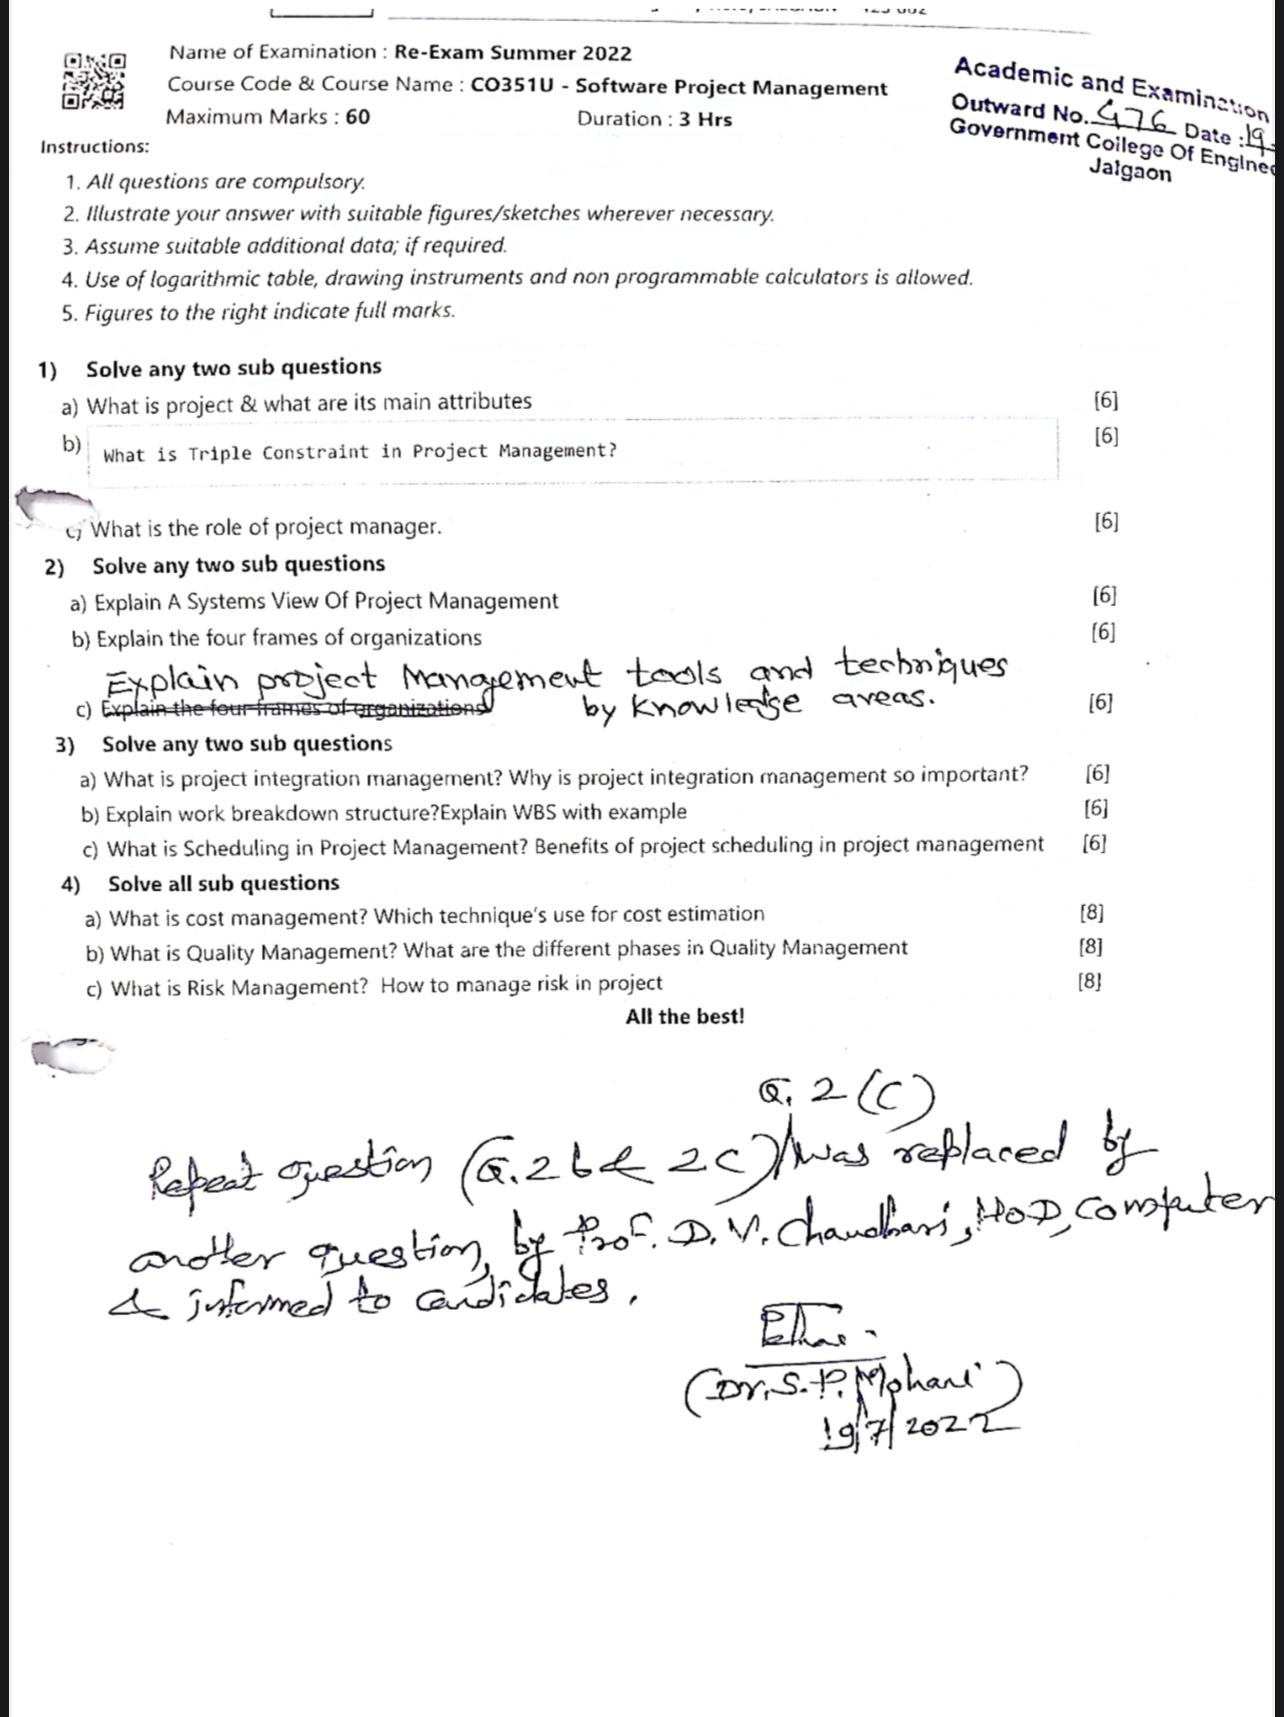 Name of Examination : Re-Exam Summer 2022
Course Code & Course Name : CO351U - Software Project Management
Maximum Marks : 60 Duration : 3 Hrs
Academic and Examination
Outward No. 476 Date : 19
Government College Of Enginee
Jalgaon
Instructions:
1. All questions are compulsory.
2. Illustrate your answer with suitable figures/sketches wherever necessary.
3. Assume suitable additional data; if required.
4. Use of logarithmic table, drawing instruments and non programmable calculators is allowed.
5. Figures to the right indicate full marks.
1) Solve any two sub questions
a) What is project & what are its main attributes [6]
b) What is Triple Constraint in Project Management? [6]
c) What is the role of project manager. [6]
2) Solve any two sub questions
a) Explain A Systems View Of Project Management [6]
b) Explain the four frames of organizations [6]
Explain project Management tools and techniques
by knowledge areas.
c) Explain the four frames of organizations [6]
3) Solve any two sub questions
a) What is project integration management? Why is project integration management so important? [6]
b) Explain work breakdown structure?Explain WBS with example [6]
c) What is Scheduling in Project Management? Benefits of project scheduling in project management [6]
4) Solve all sub questions
a) What is cost management? Which technique's use for cost estimation [8]
b) What is Quality Management? What are the different phases in Quality Management [8]
c) What is Risk Management? How to manage risk in project [8]
All the best!
Q. 2 (C)
Repeat question (Q.2 b & 2C) was replaced by
another question, by Prof. D. V. Chaudhari, HoD, Computer
& informed to candidates.
(Dr. S. P. Mohani)
19/7/2022